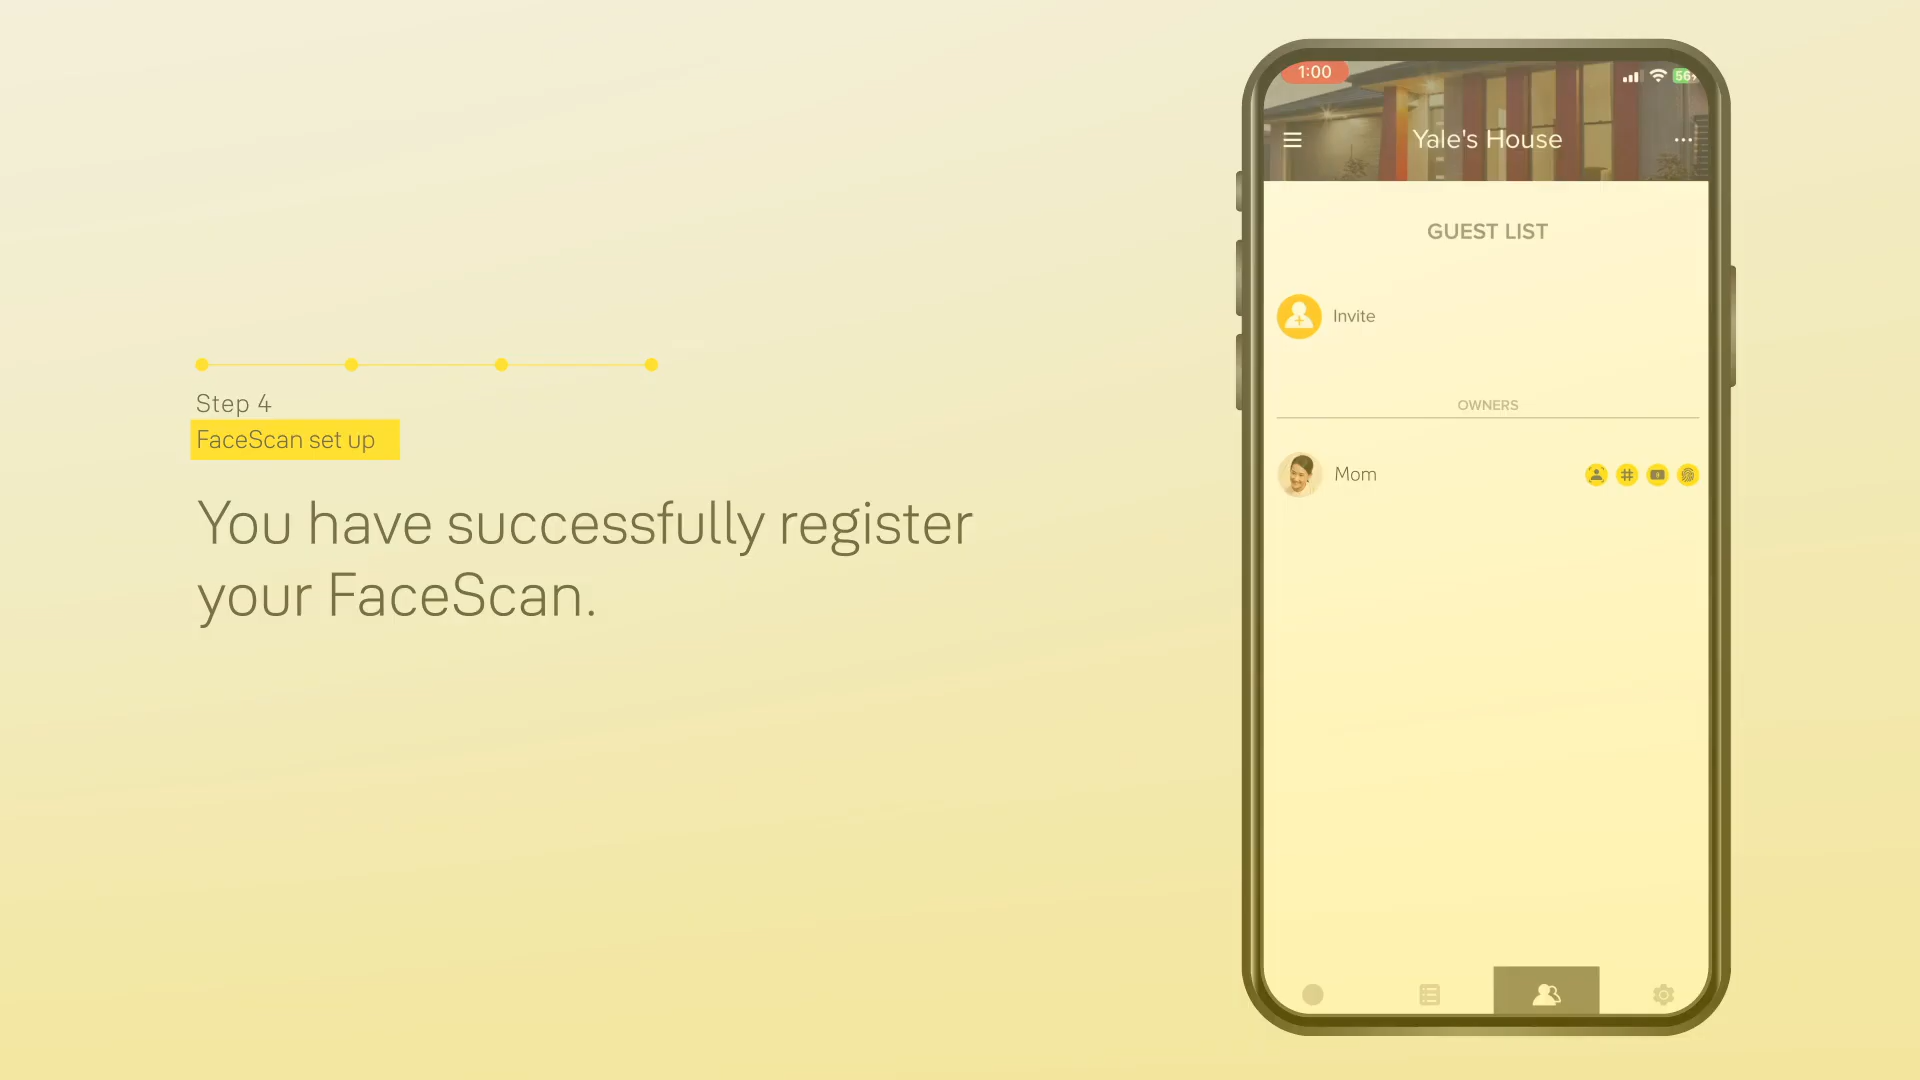 Step 4
FaceScan set up
You have successfully register
your FaceScan.
1:00
56
Yale's House
GUEST LIST
Invite
OWNERS
Mom